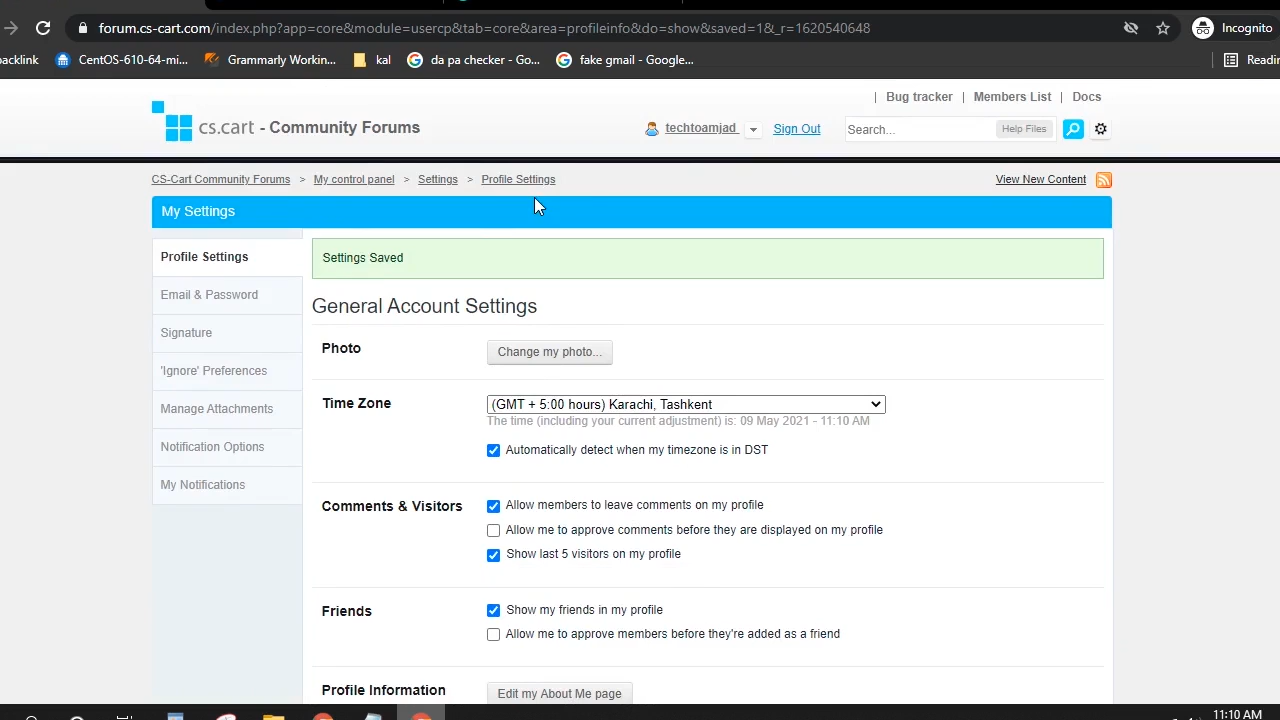 forum.cs-cart.com/index.php?app=core&module=usercp&tab=core&area=profileinfo&do=show&saved=1&_r=1620540648
Incognito
backlink
CentOS-610-64-mi...
Grammarly Workin...
kal
da pa checker - Go...
fake gmail - Google...
Readin
| Bug tracker | Members List | Docs
cs.cart - Community Forums
techtoamjad
Sign Out
Search...
Help Files
CS-Cart Community Forums > My control panel > Settings > Profile Settings
View New Content
My Settings
Profile Settings
Email & Password
Signature
'Ignore' Preferences
Manage Attachments
Notification Options
My Notifications
Settings Saved
General Account Settings
Photo
Change my photo...
Time Zone
(GMT + 5:00 hours) Karachi, Tashkent
The time (including your current adjustment) is: 09 May 2021 - 11:10 AM
Automatically detect when my timezone is in DST
Comments & Visitors
Allow members to leave comments on my profile
Allow me to approve comments before they are displayed on my profile
Show last 5 visitors on my profile
Friends
Show my friends in my profile
Allow me to approve members before they're added as a friend
Profile Information
Edit my About Me page
11:10 AM